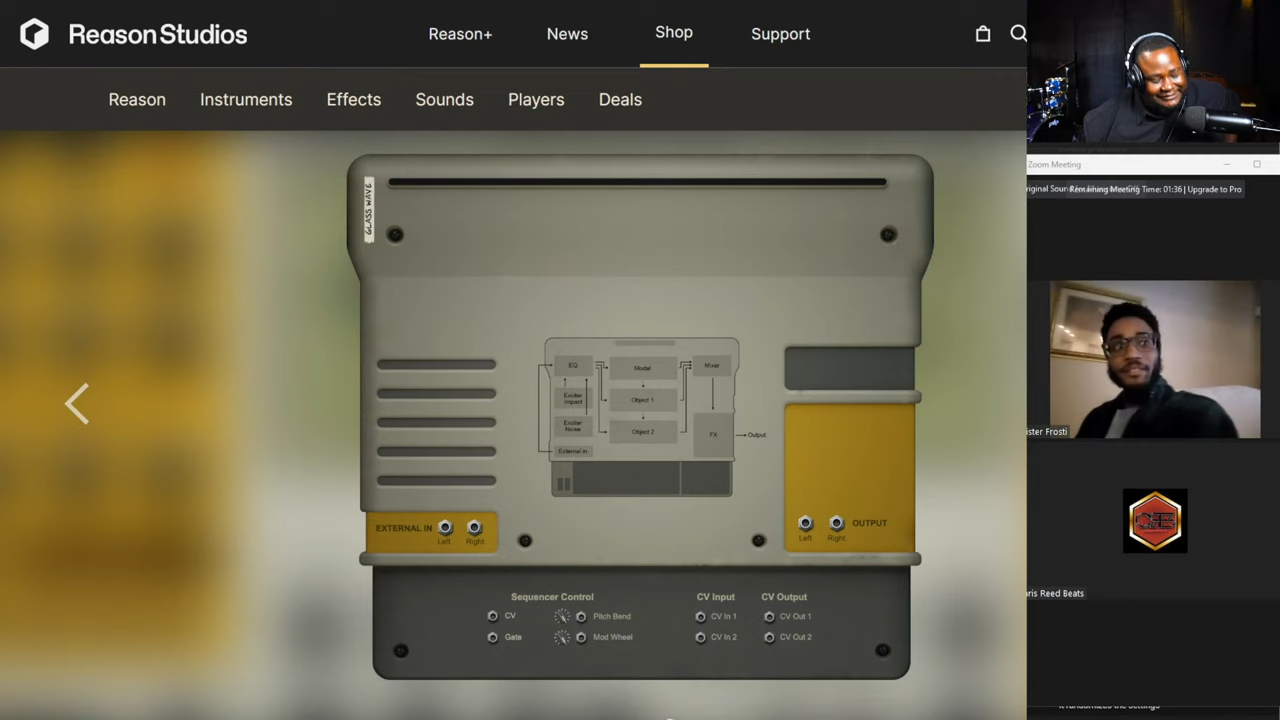 Reason Studios
Reason+
News
Shop
Support
Reason
Instruments
Effects
Sounds
Players
Deals
GLASS WAVE
EQ
Modal
Mixer
Exciter
Impact
Object 1
Exciter
Noise
Object 2
FX
Output
External in
EXTERNAL IN
Left
Right
OUTPUT
Left
Right
Sequencer Control
CV Input
CV Output
CV
Pitch Bend
CV In 1
CV Out 1
Gate
Mod Wheel
CV In 2
CV Out 2
Zoom Meeting
Remaining Meeting Time: 01:36 | Upgrade to Pro
ister Frosti
aris Reed Beats